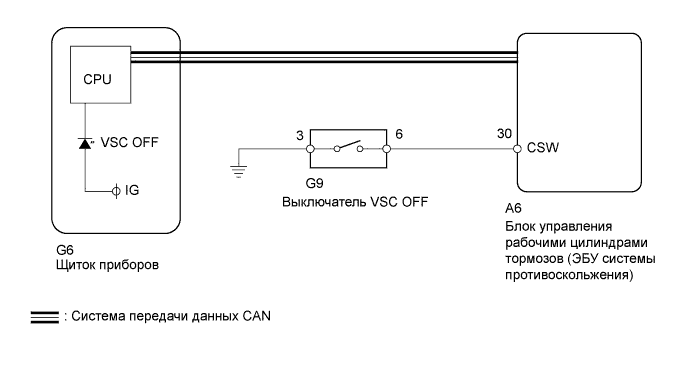 CPU
VSC OFF
IG
G6
Щиток приборов
3
6
G9
Выключатель VSC OFF
30
CSW
A6
Блок управления
рабочими цилиндрами
тормозов (ЭБУ системы
противоскольжения)
: Система передачи данных CAN